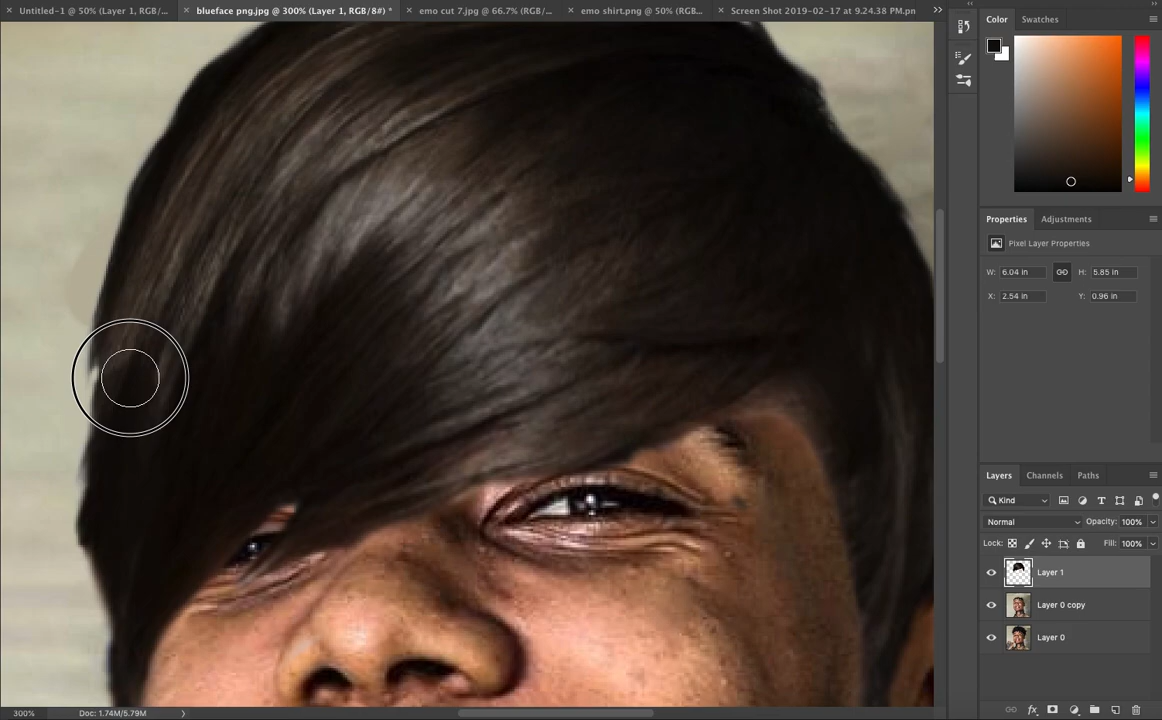 Untitled-1 @ 50% (Layer 1, RGB/... blueface png.jpg @ 300% (Layer 1, RGB/8#) * emo cut 7.jpg @ 66.7% (RGB/... emo shirt.png @ 50% (RGB... Screen Shot 2019-02-17 at 9.24.38 PM.pn
Color Swatches
Properties Adjustments
Pixel Layer Properties
W: 6.04 in H: 5.85 in
X: 2.54 in Y: 0.96 in
Layers Channels Paths
Kind
Normal Opacity: 100%
Lock: Fill: 100%
Layer 1
Layer 0 copy
Layer 0
fx
300% Doc: 1.74M/5.79M